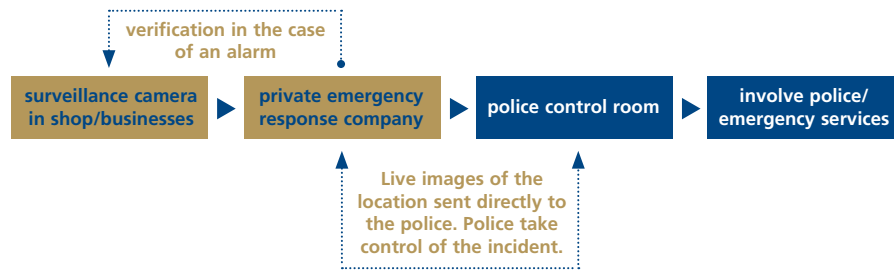 verification in the case
of an alarm
surveillance camera
in shop/businesses
private emergency
response company
police control room
involve police/
emergency services
Live images of the
location sent directly to
the police. Police take
control of the incident.